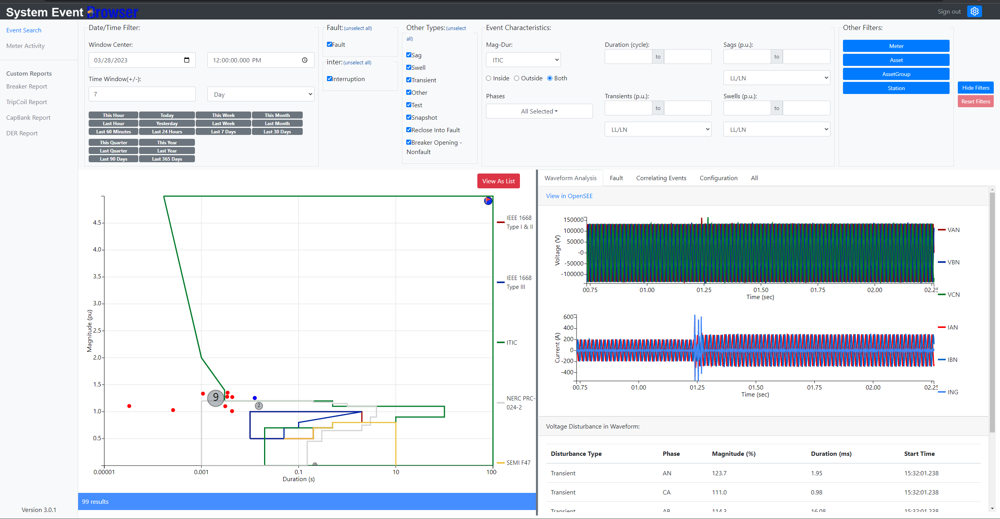 System Event Browser
Sign out
Event Search
Meter Activity
Custom Reports
Breaker Report
TripCoil Report
CapBank Report
DER Report
Version 3.0.1
Date/Time Filter:
Window Center:
03/28/2023
12:00:00.000 PM
Time Window(+/-):
7
Day
This Hour Today This Week This Month
Last Hour Yesterday Last Week Last Month
Last 60 Minutes Last 24 Hours Last 7 Days Last 30 Days
This Quarter This Year
Last Quarter Last Year
Last 90 Days Last 365 Days
Fault: (unselect all)
Fault
inter: (unselect all)
Interruption
Other Types: (unselect
all)
Sag
Swell
Transient
Other
Test
Snapshot
Reclose Into Fault
Breaker Opening -
Nonfault
Event Characteristics:
Mag-Dur:
ITIC
Inside Outside Both
Phases
All Selected
Duration (cycle):
to
Transients (p.u.):
to
LL/LN
Sags (p.u.):
to
LL/LN
Swells (p.u.):
to
LL/LN
Other Filters:
Meter
Asset
AssetGroup
Station
Hide Filters
Reset Filters
View As List
Magnitude (pu)
4.5
4.0
3.5
3.0
2.5
2.0
1.5
1.0
0.5
9
2
3
0.00001 0.001 0.1 10 100
Duration (s)
IEEE 1668
Type I & II
IEEE 1668
Type III
ITIC
NERC PRC-
024-2
SEMI F47
99 results
Waveform Analysis Fault Correlating Events Configuration All
View in OpenSEE
Voltage (V)
150000
100000
50000
-0
-50000
-100000
00.75 01.00 01.25 01.50 01.75 02.00 02.25
Time (sec)
VAN
VBN
VCN
Current (A)
600
400
200
0
-200
-400
00.75 01.00 01.25 01.50 01.75 02.00 02.25
Time (sec)
IAN
IBN
ING
Voltage Disturbance in Waveform:
Disturbance Type Phase Magnitude (%) Duration (ms) Start Time
Transient AN 123.7 1.95 15:32:01.238
Transient CA 111.0 0.98 15:32:01.238
Transient AB 114.3 16.08 15:32:01.238